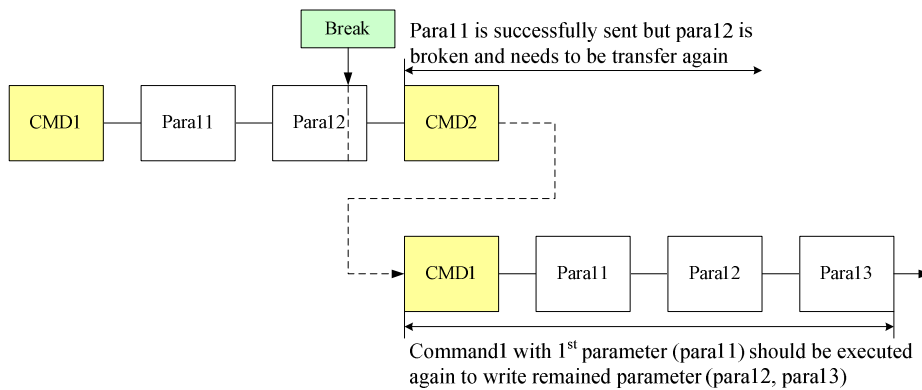 Break
Para11 is successfully sent but para12 is
broken and needs to be transfer again
CMD1
Para11
Para12
CMD2
CMD1
Para11
Para12
Para13
Command1 with 1st parameter (para11) should be executed
again to write remained parameter (para12, para13)